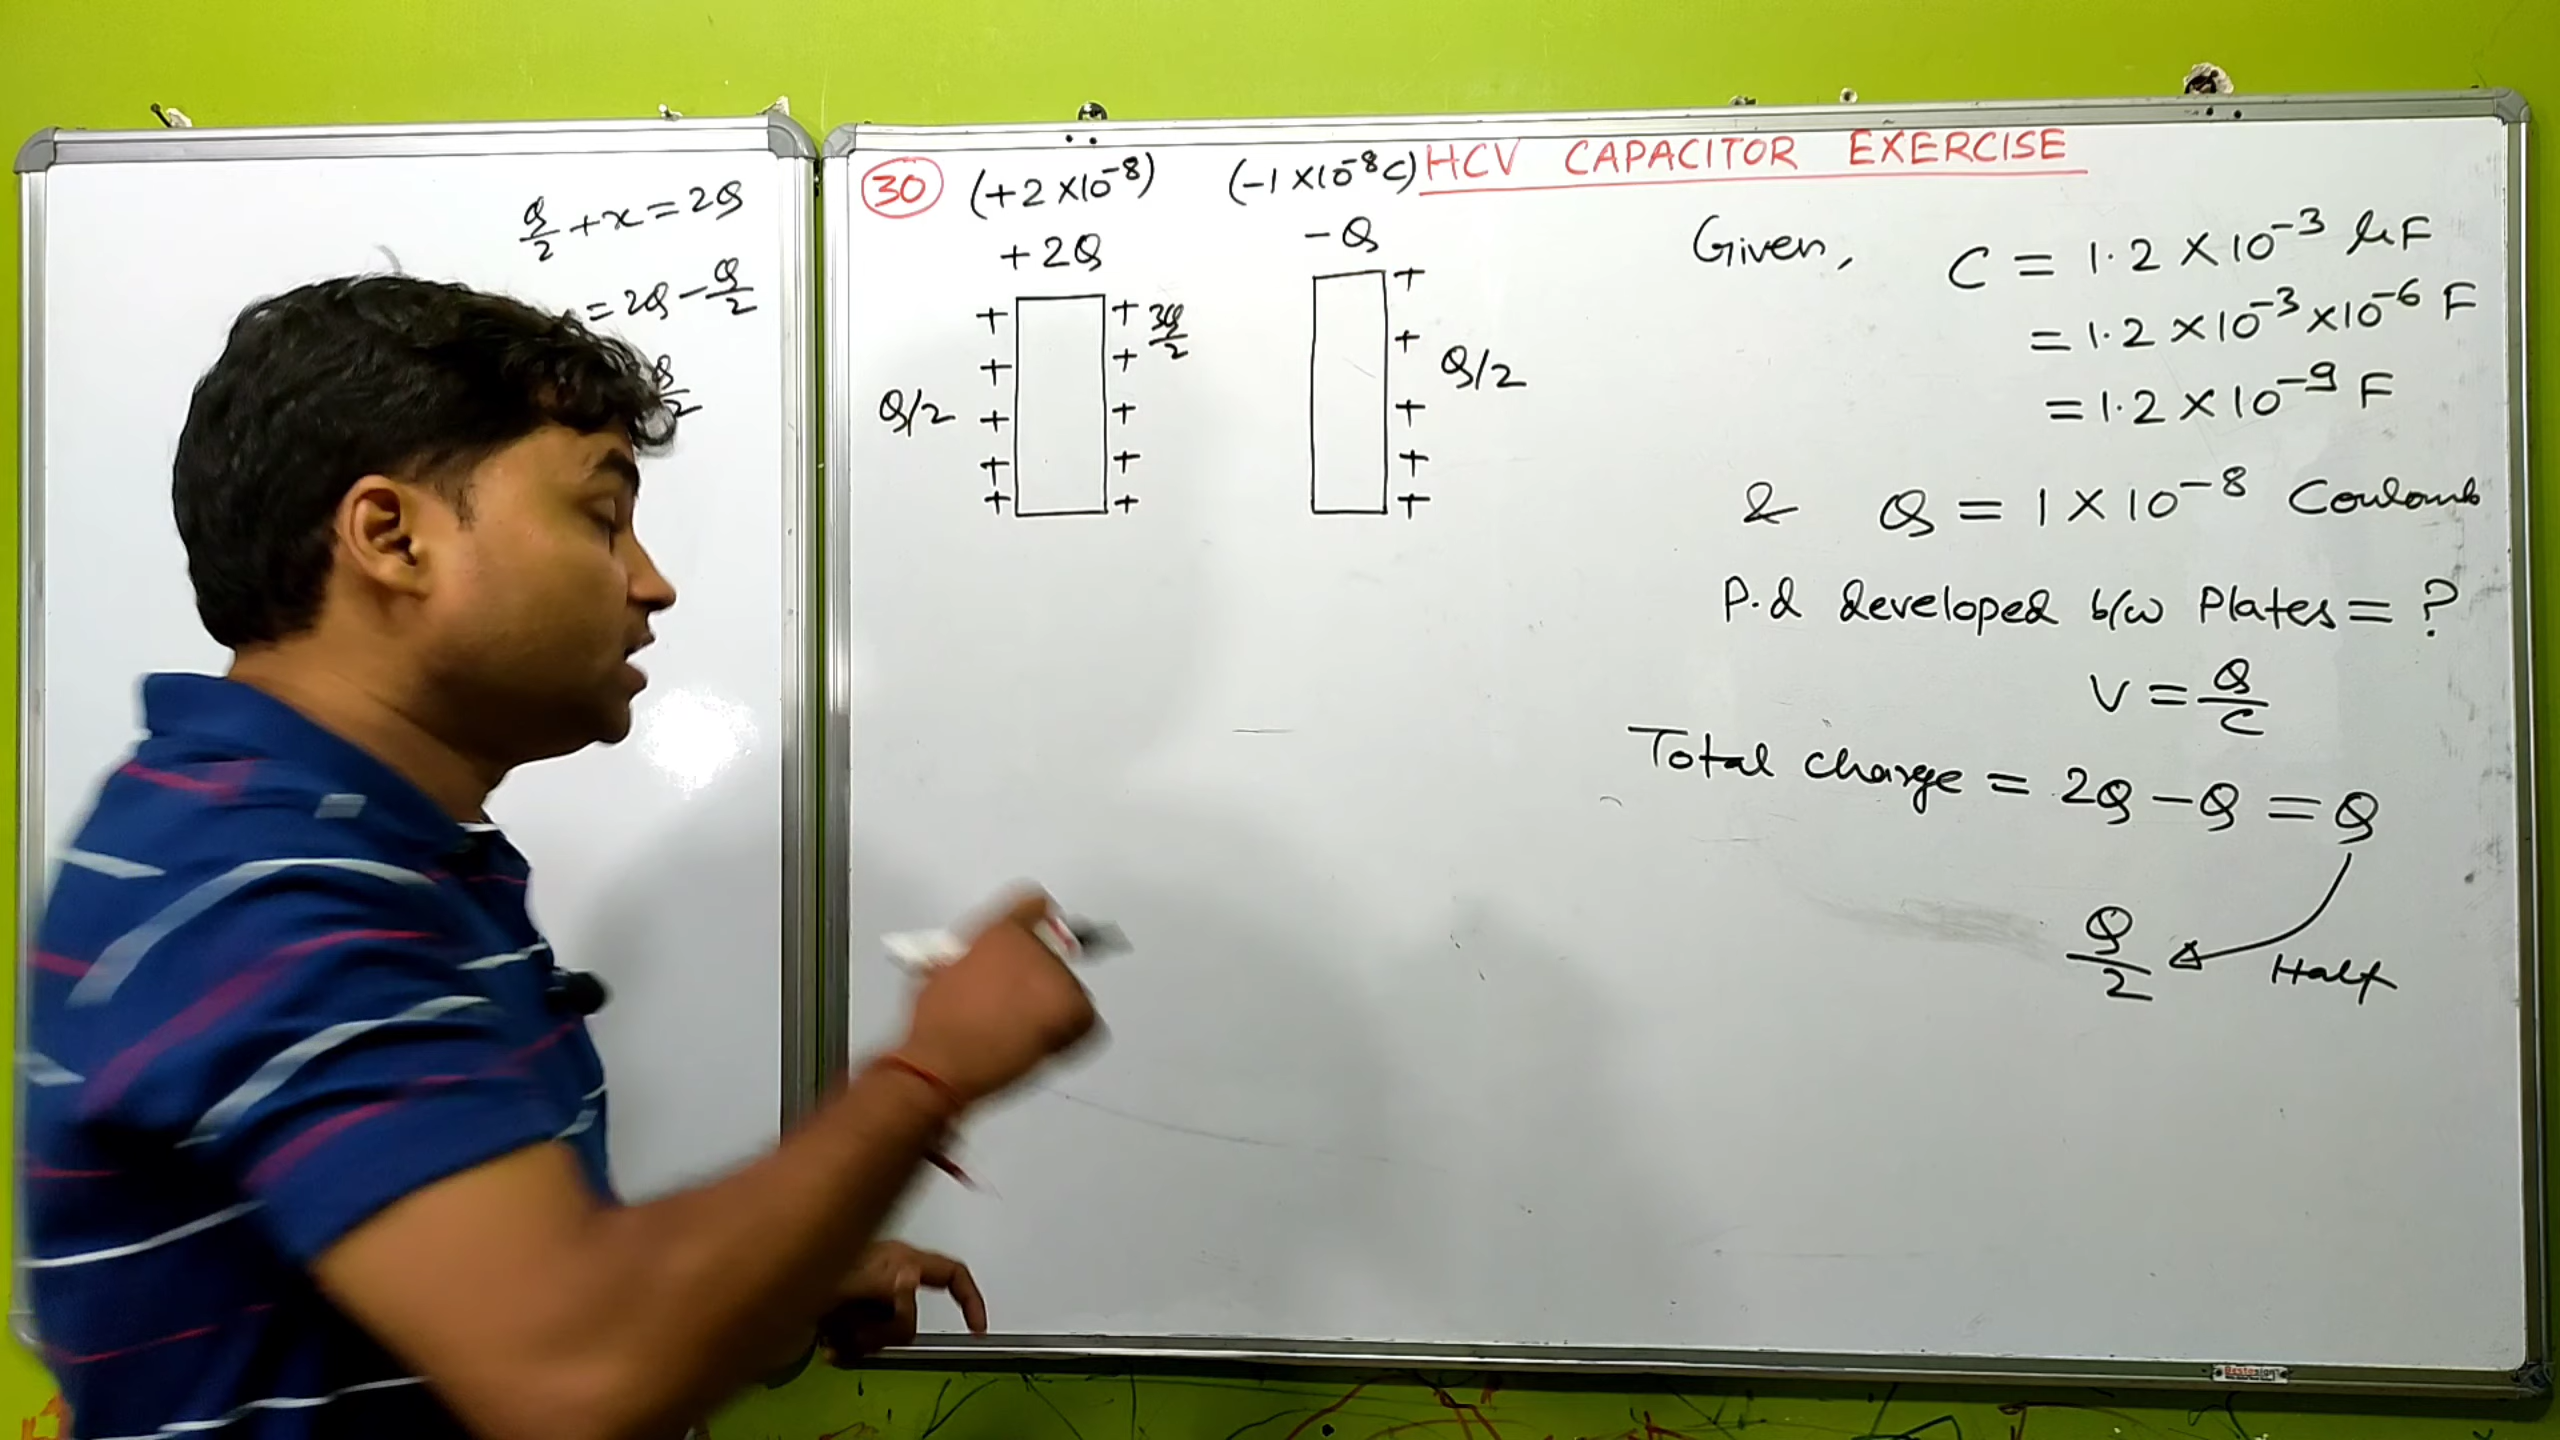 Q/2 + x = 2Q
= 2Q - Q/2
Q/2
HCV CAPACITOR EXERCISE
30 (+2 ×10⁻⁸) (-1 ×10⁻⁸C)
+2Q -Q
+ + 3Q/2 +
+ + +
Q/2 + + + Q/2
+ + +
+ + +
Given, C = 1.2 × 10⁻³ μF
= 1.2 × 10⁻³ × 10⁻⁶ F
= 1.2 × 10⁻⁹ F
& Q = 1 × 10⁻⁸ Coulomb
P.d developed b/w Plates = ?
V = Q/C
Total charge = 2Q - Q = Q
Q/2 Half